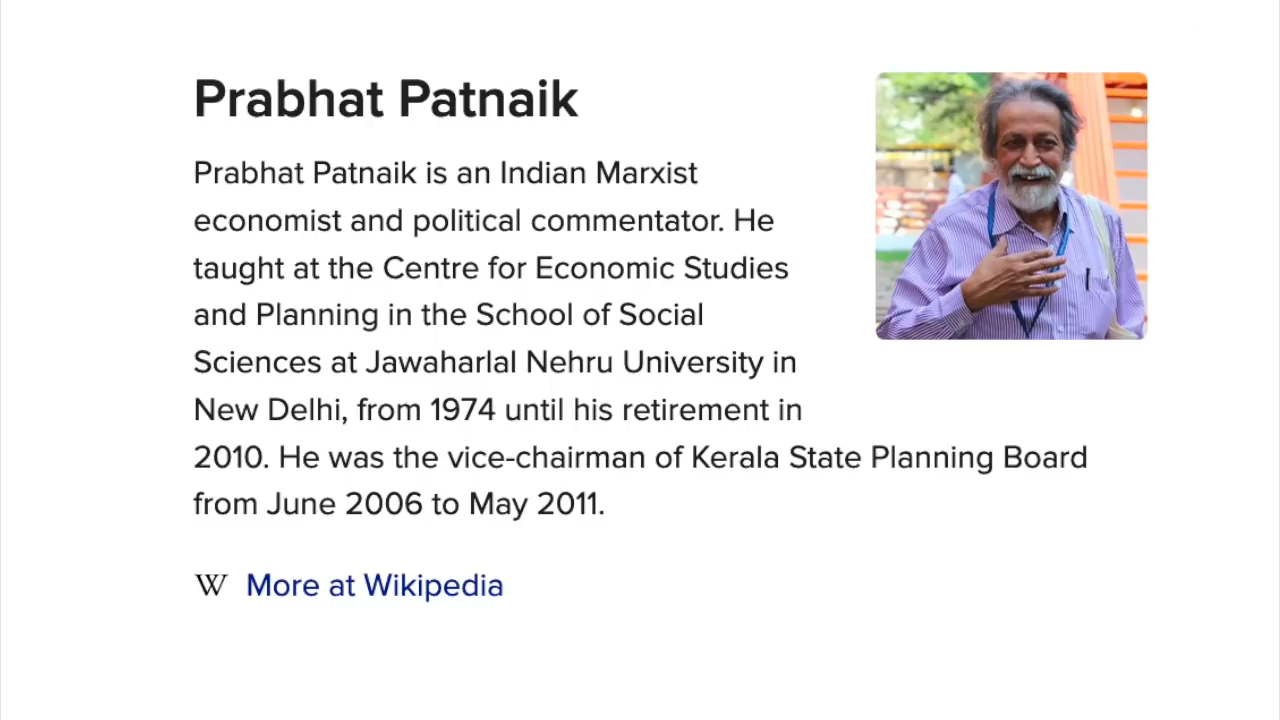 Prabhat Patnaik
Prabhat Patnaik is an Indian Marxist
economist and political commentator. He
taught at the Centre for Economic Studies
and Planning in the School of Social
Sciences at Jawaharlal Nehru University in
New Delhi, from 1974 until his retirement in
2010. He was the vice-chairman of Kerala State Planning Board
from June 2006 to May 2011.
W More at Wikipedia